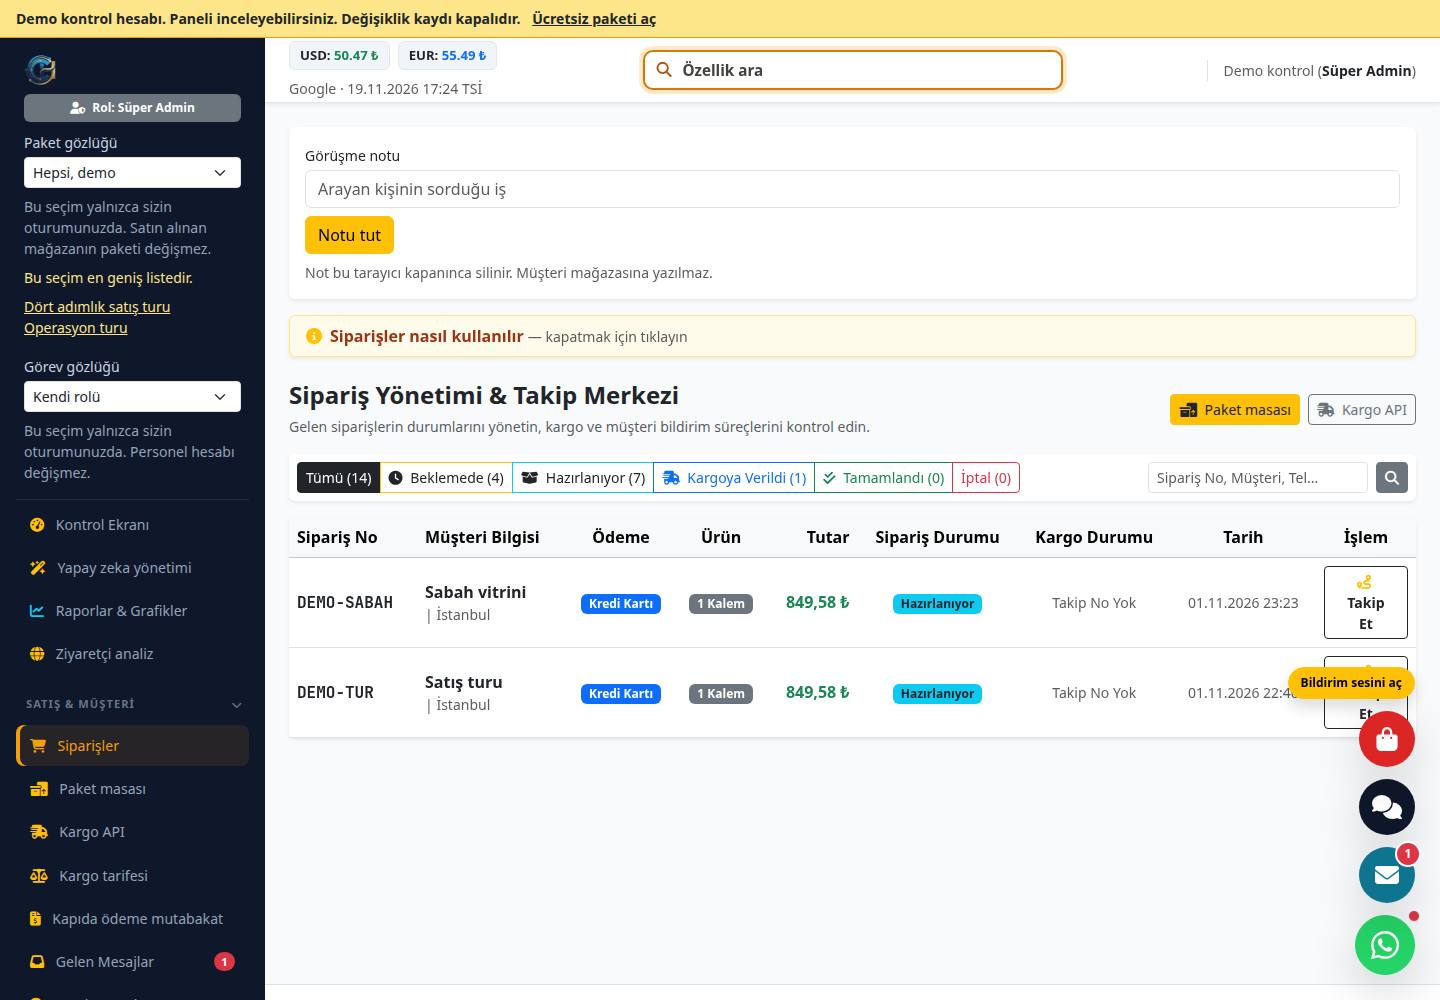 Demo kontrol hesabı. Paneli inceleyebilirsiniz. Değişiklik kaydı kapalıdır. Ücretsiz paketi aç
USD: 50.47 ₺ EUR: 55.49 ₺
Google · 19.11.2026 17:24 TSİ
Özellik ara
Demo kontrol (Süper Admin)
Rol: Süper Admin
Paket gözlüğü
Hepsi, demo
Bu seçim yalnızca sizin
oturumunuzda. Satın alınan
mağazanın paketi değişmez.
Bu seçim en geniş listedir.
Dört adımlık satış turu
Operasyon turu
Görev gözlüğü
Kendi rolü
Bu seçim yalnızca sizin
oturumunuzda. Personel hesabı
değişmez.
Kontrol Ekranı
Yapay zeka yönetimi
Raporlar & Grafikler
Ziyaretçi analiz
SATIŞ & MÜŞTERİ
Siparişler
Paket masası
Kargo API
Kargo tarifesi
Kapıda ödeme mutabakat
Gelen Mesajlar 1
Görüşme notu
Arayan kişinin sorduğu iş
Notu tut
Not bu tarayıcı kapanınca silinir. Müşteri mağazasına yazılmaz.
Siparişler nasıl kullanılır — kapatmak için tıklayın
Sipariş Yönetimi & Takip Merkezi
Gelen siparişlerin durumlarını yönetin, kargo ve müşteri bildirim süreçlerini kontrol edin.
Paket masası Kargo API
Tümü (14) Beklemede (4) Hazırlanıyor (7) Kargoya Verildi (1) Tamamlandı (0) İptal (0)
Sipariş No, Müşteri, Tel...
Sipariş No Müşteri Bilgisi Ödeme Ürün Tutar Sipariş Durumu Kargo Durumu Tarih İşlem
DEMO-SABAH Sabah vitrini Kredi Kartı 1 Kalem 849,58 ₺ Hazırlanıyor Takip No Yok 01.11.2026 23:23 Takip
| İstanbul Et
DEMO-TUR Satış turu Kredi Kartı 1 Kalem 849,58 ₺ Hazırlanıyor Takip No Yok 01.11.2026
| İstanbul Et
Bildirim sesini aç
1